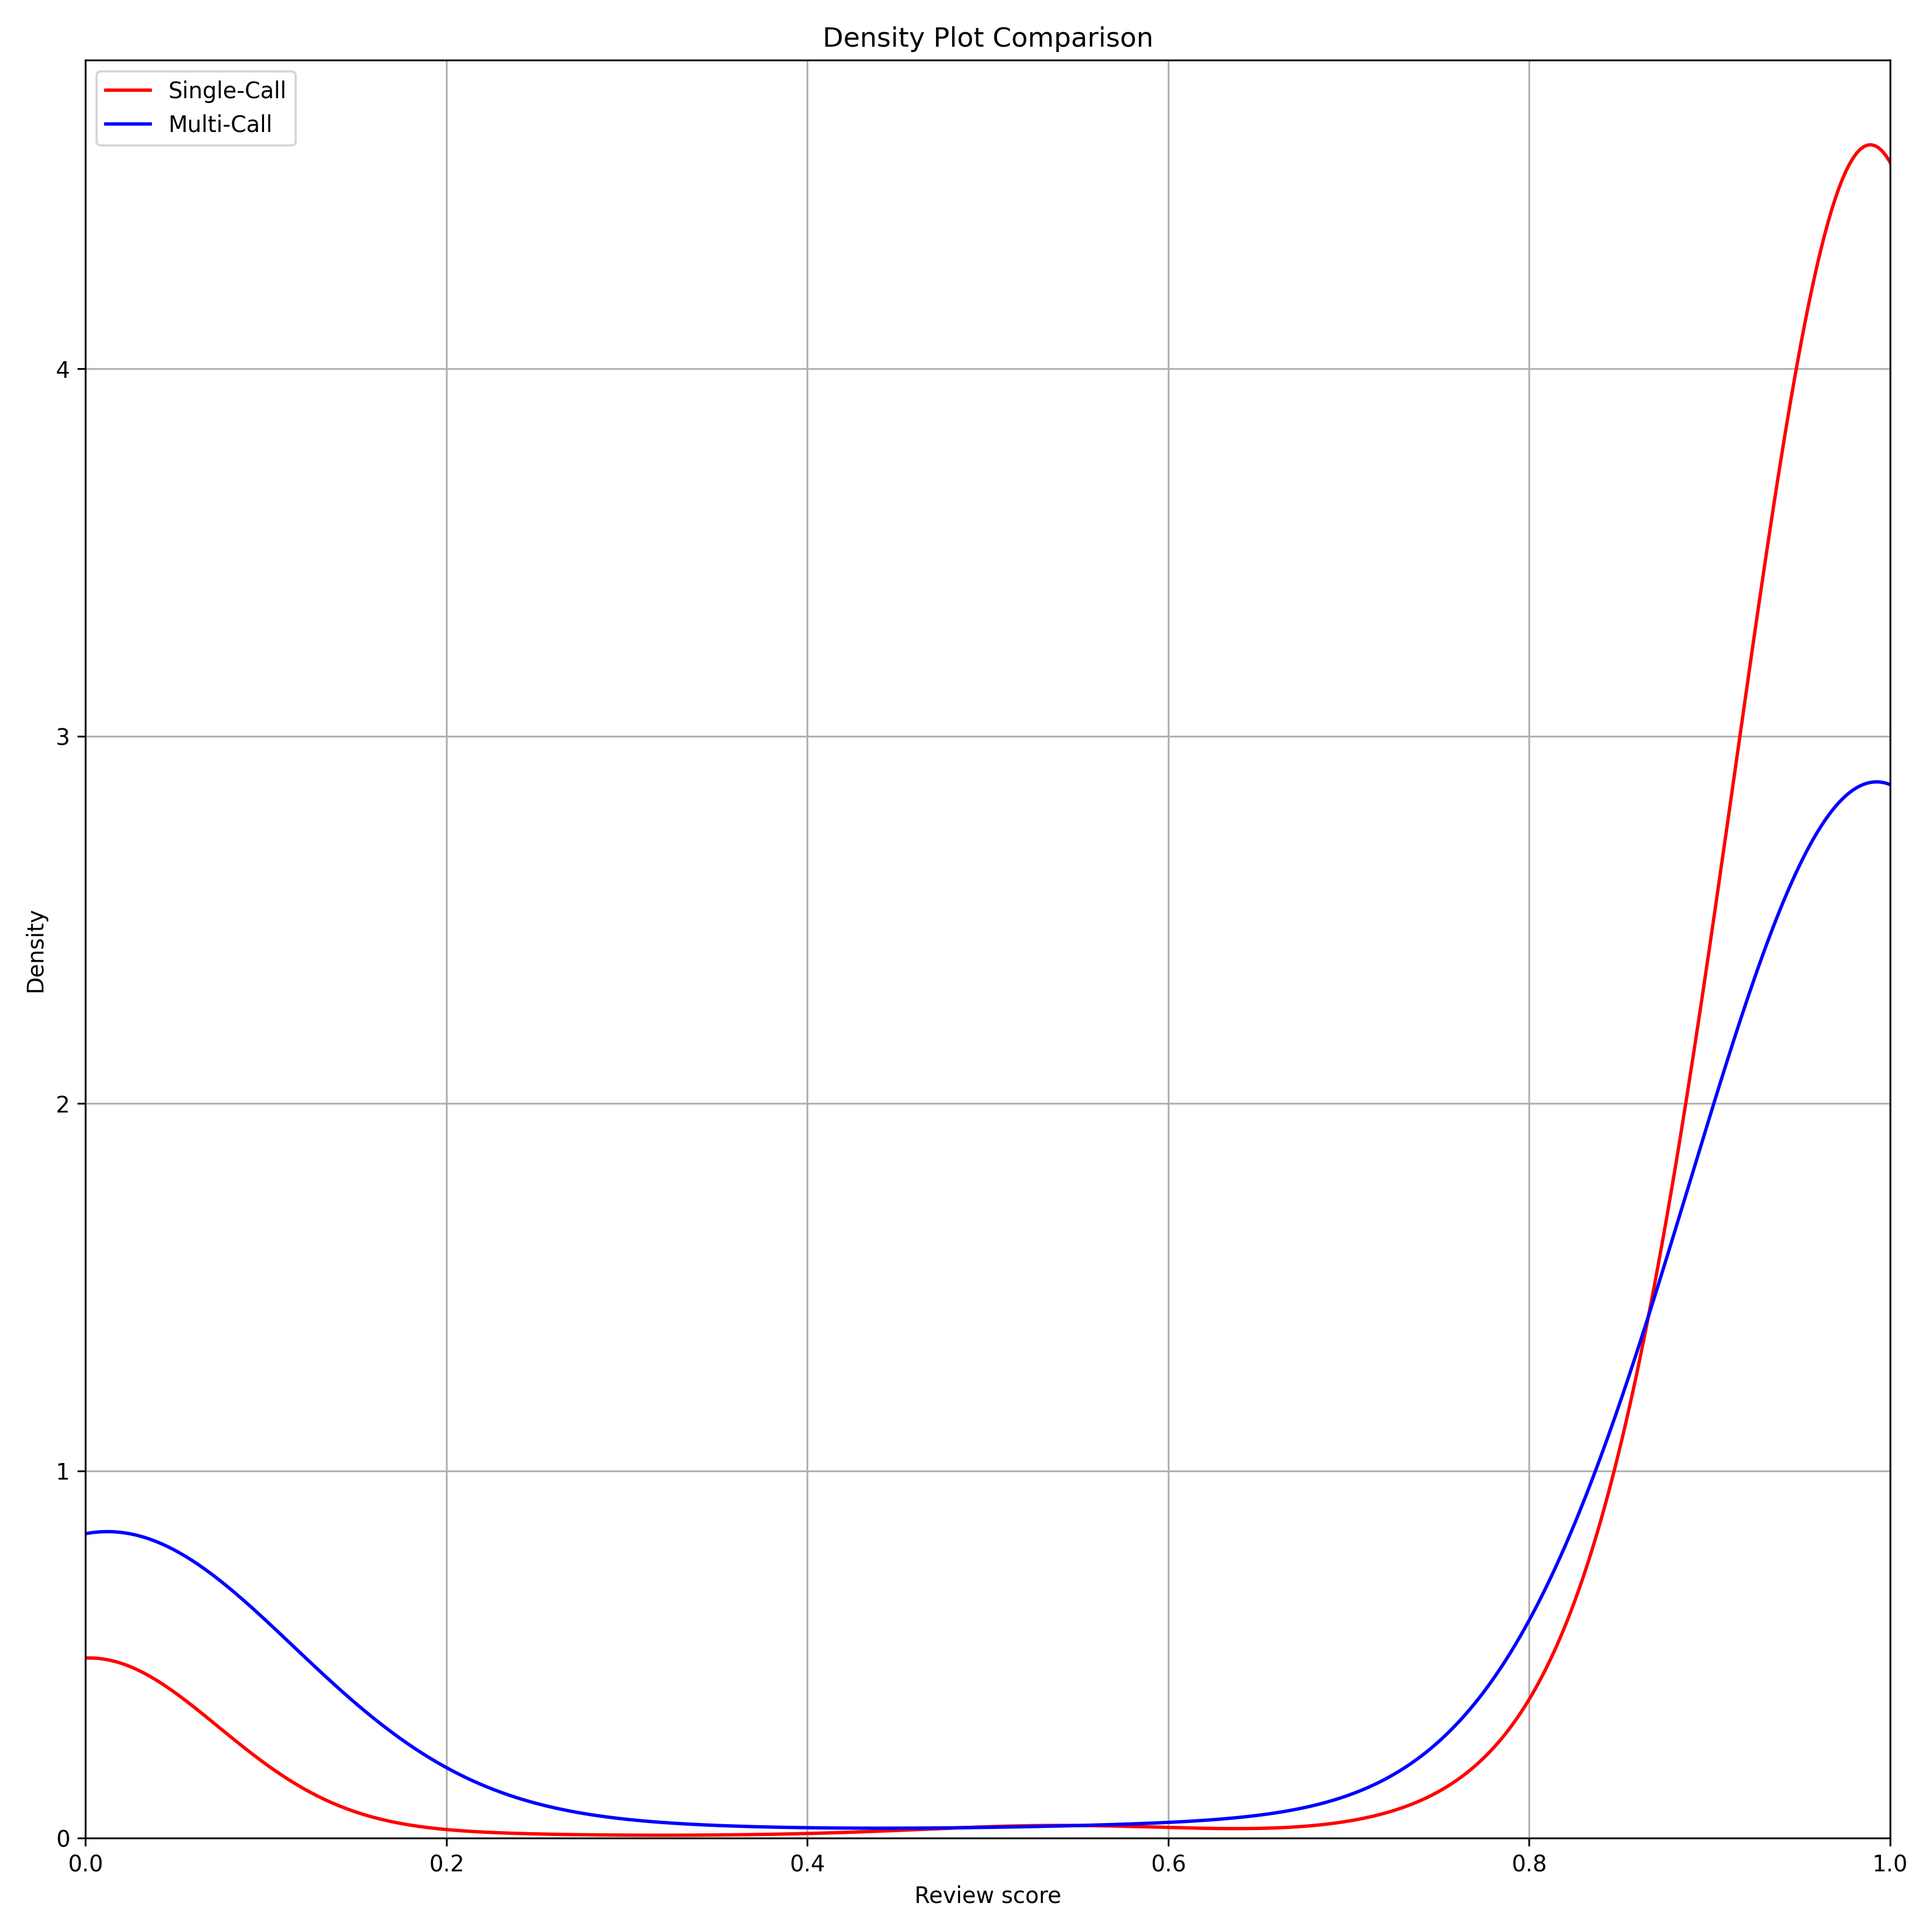 Density Plot Comparison
Single-Call
Multi-Call
4
3
2
1
0
Density
0.0 0.2 0.4 0.6 0.8 1.0
Review score